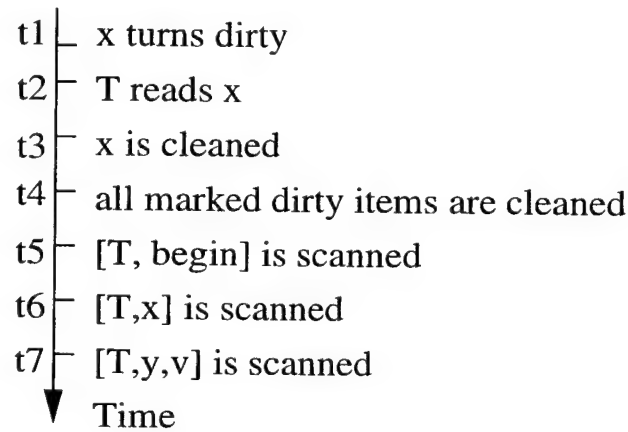 t1 x turns dirty
t2 T reads x
t3 x is cleaned
t4 all marked dirty items are cleaned
t5 [T, begin] is scanned
t6 [T,x] is scanned
t7 [T,y,v] is scanned
Time